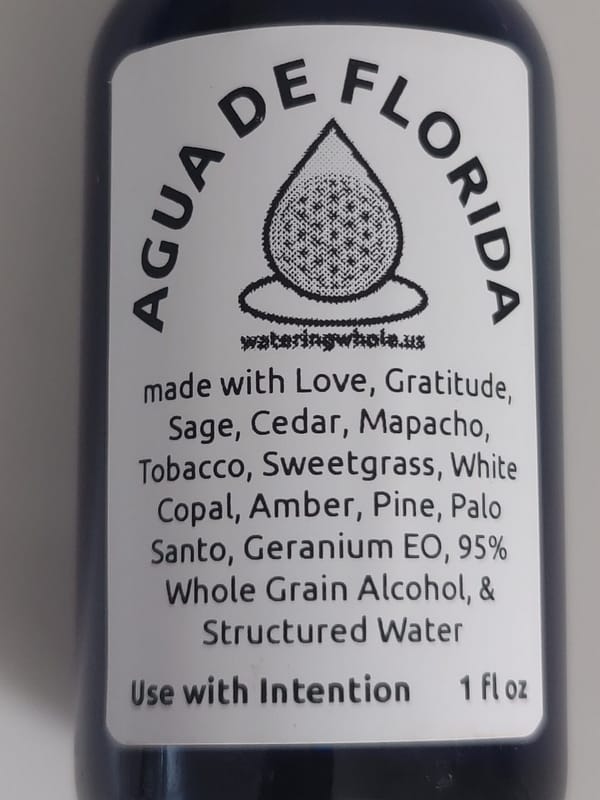 AGUA DE FLORIDA
wateringwhole.us
made with Love, Gratitude,
Sage, Cedar, Mapacho,
Tobacco, Sweetgrass, White
Copal, Amber, Pine, Palo
Santo, Geranium EO, 95%
Whole Grain Alcohol, &
Structured Water
Use with Intention 1 fl oz